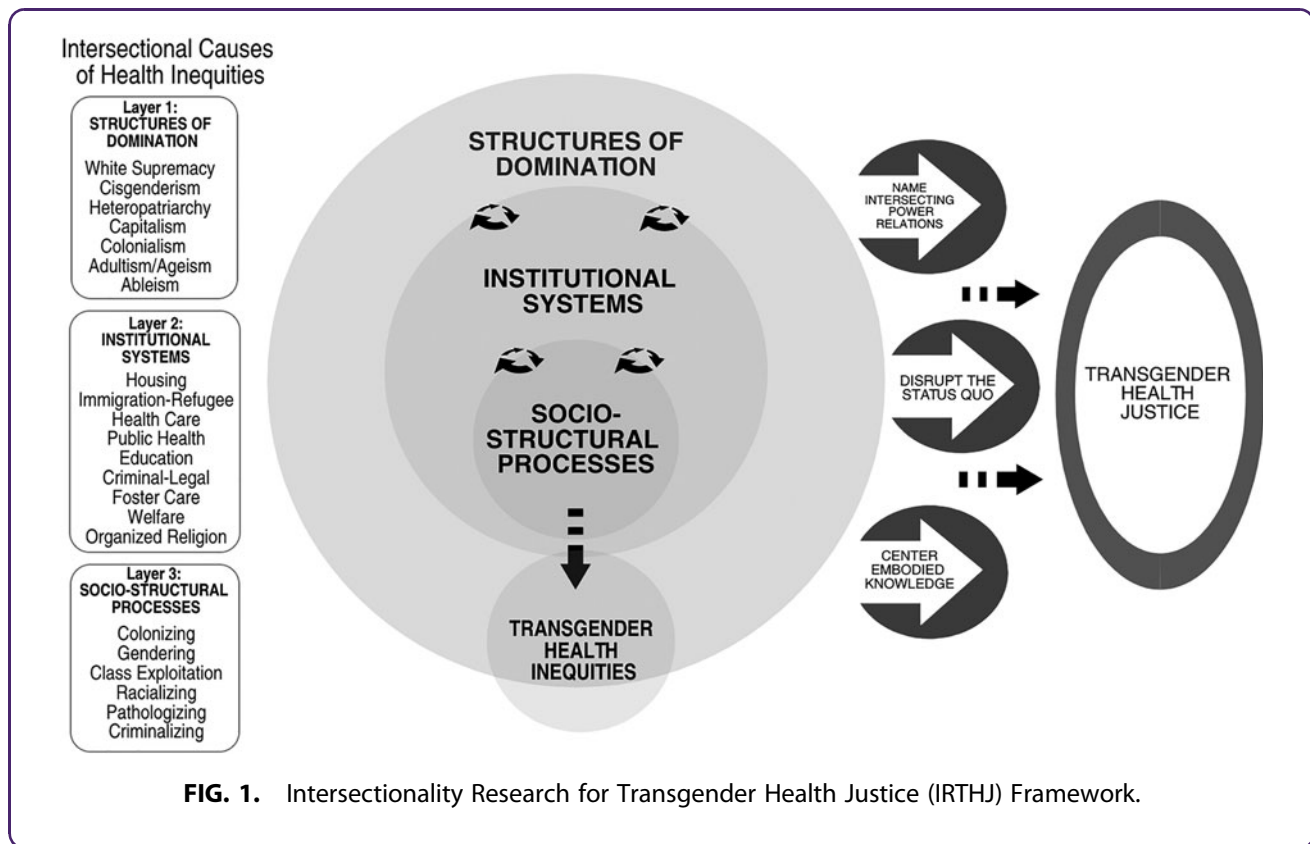 Intersectional Causes
of Health Inequities
Layer 1:
STRUCTURES OF
DOMINATION
White Supremacy
Cisgenderism
Heteropatriarchy
Capitalism
Colonialism
Adultism/Ageism
Ableism
Layer 2:
INSTITUTIONAL
SYSTEMS
Housing
Immigration-Refugee
Health Care
Public Health
Education
Criminal-Legal
Foster Care
Welfare
Organized Religion
Layer 3:
SOCIO-STRUCTURAL
PROCESSES
Colonizing
Gendering
Class Exploitation
Racializing
Pathologizing
Criminalizing
STRUCTURES OF
DOMINATION
INSTITUTIONAL
SYSTEMS
SOCIO-
STRUCTURAL
PROCESSES
TRANSGENDER
HEALTH
INEQUITIES
NAME
INTERSECTING
POWER
RELATIONS
DISRUPT THE
STATUS QUO
CENTER
EMBODIED
KNOWLEDGE
TRANSGENDER
HEALTH
JUSTICE
FIG. 1. Intersectionality Research for Transgender Health Justice (IRTHJ) Framework.